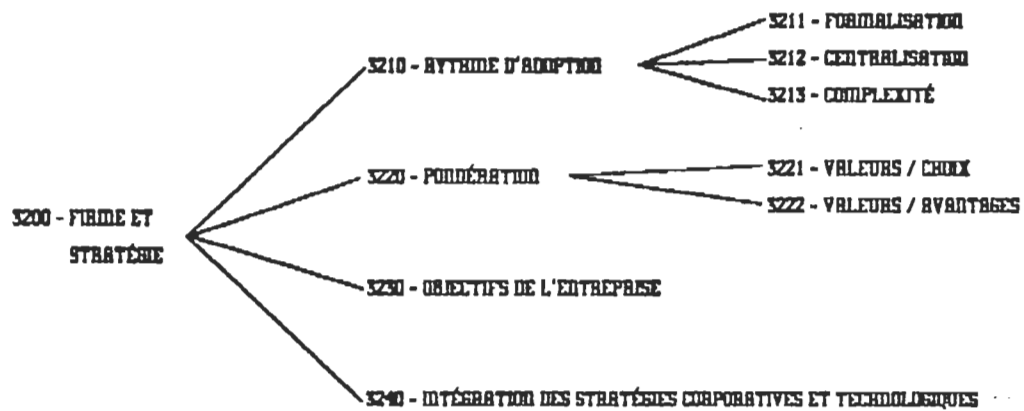 3211 - FORMALISATION
3210 - RYTHME D'ADOPTION
3212 - CENTRALISATION
3213 - COMPLEXITÉ
3220 - PONDÉRATION
3221 - VALEURS / CHOIX
3222 - VALEURS / AVANTAGES
3200 - FIRME ET
STRATÉGIE
3230 - OBJECTIFS DE L'ENTREPRISE
3240 - INTÉGRATION DES STRATÉGIES CORPORATIVES ET TECHNOLOGIQUES